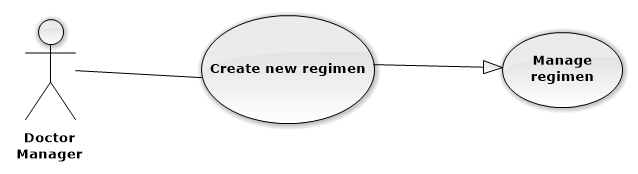 Doctor
Manager
Create new regimen
Manage
regimen